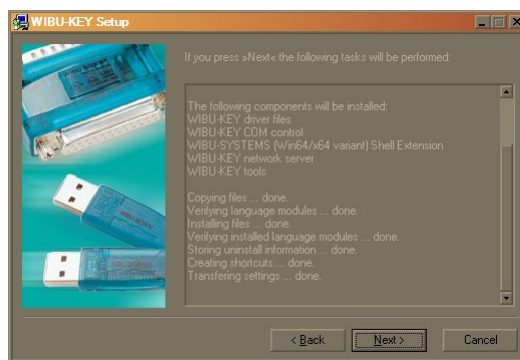 WIBU-KEY Setup
If you press »Next« the following tasks will be performed:
The following components will be installed:
WIBU-KEY driver files
WIBU-KEY COM control
WIBU-SYSTEMS (Win64/x64 variant) Shell Extension
WIBU-KEY network server
WIBU-KEY tools
Copying files ... done.
Verifying language modules ... done.
Installing files ... done.
Verifying installed language modules ... done.
Storing uninstall information ... done.
Creating shortcuts ... done.
Transfering settings ... done.
< Back
Next >
Cancel